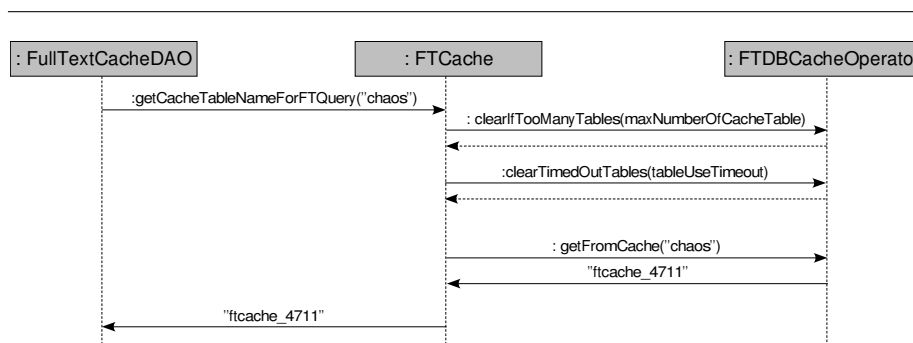 : FullTextCacheDAO
: FTCache
: FTDBCacheOperato
:getCacheTableNameForFTQuery("chaos")
: clearIfTooManyTables(maxNumberOfCacheTable)
:clearTimedOutTables(tableUseTimeout)
: getFromCache("chaos")
"ftcache_4711"
"ftcache_4711"